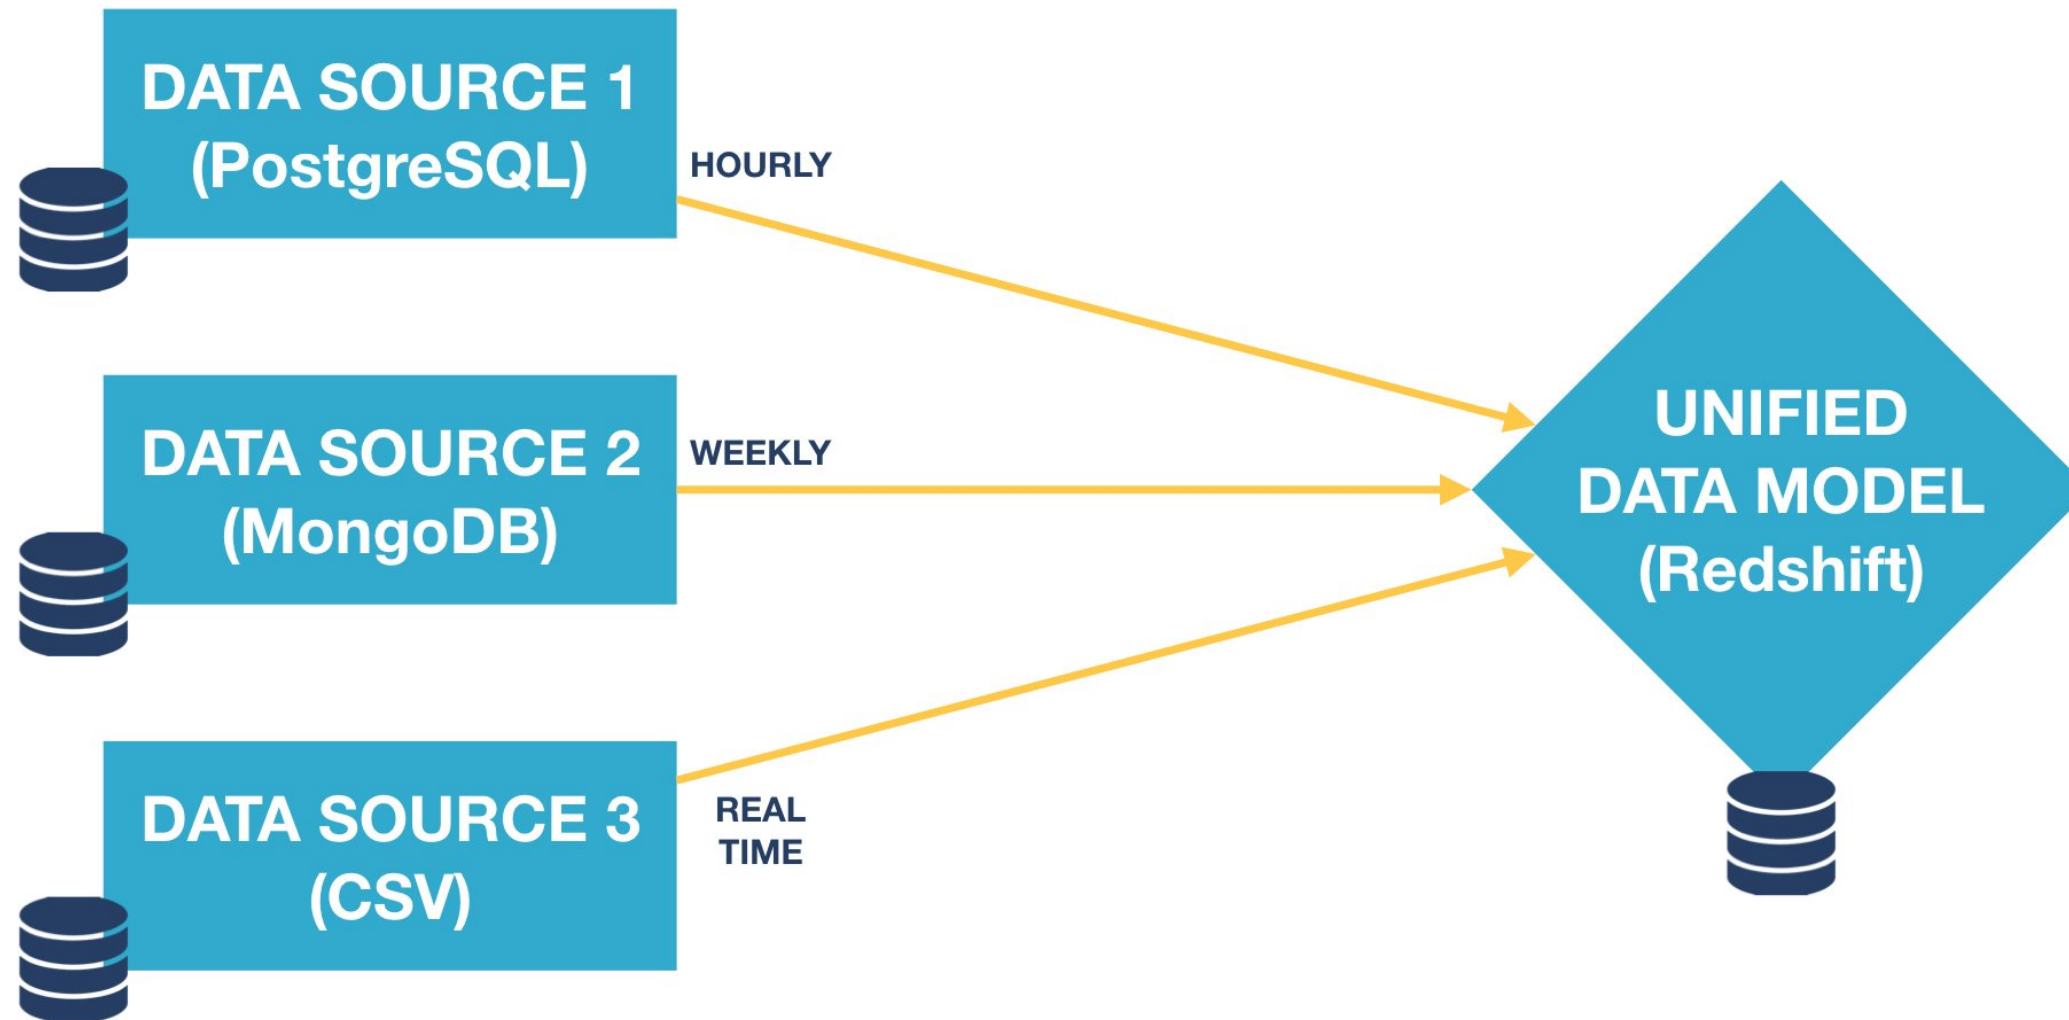 DATA SOURCE 1
(PostgreSQL)
HOURLY
DATA SOURCE 2
(MongoDB)
WEEKLY
DATA SOURCE 3
(CSV)
REAL
TIME
UNIFIED
DATA MODEL
(Redshift)